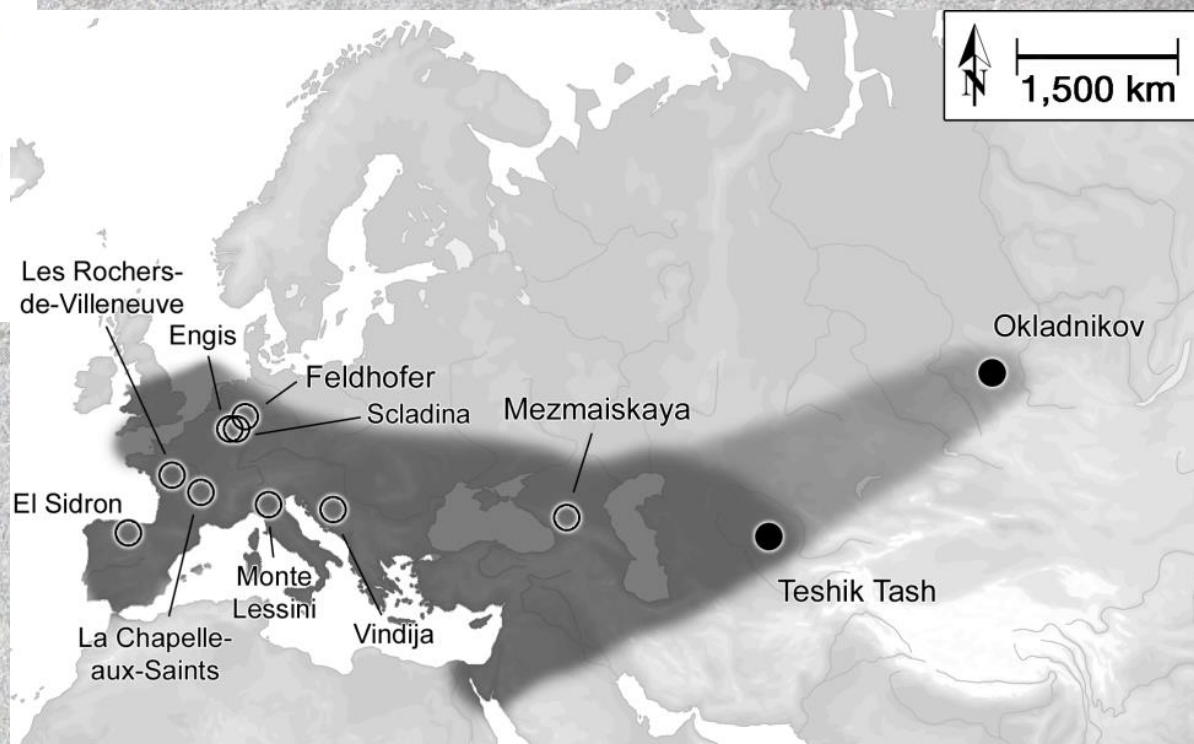 N
1,500 km
Okladnikov
Les Rochers-
de-Villeneuve
Engis
Feldhofer
Scladina
Mezmaiskaya
El Sidron
Monte
Lessini
Teshik Tash
La Chapelle-
aux-Saints
Vindija